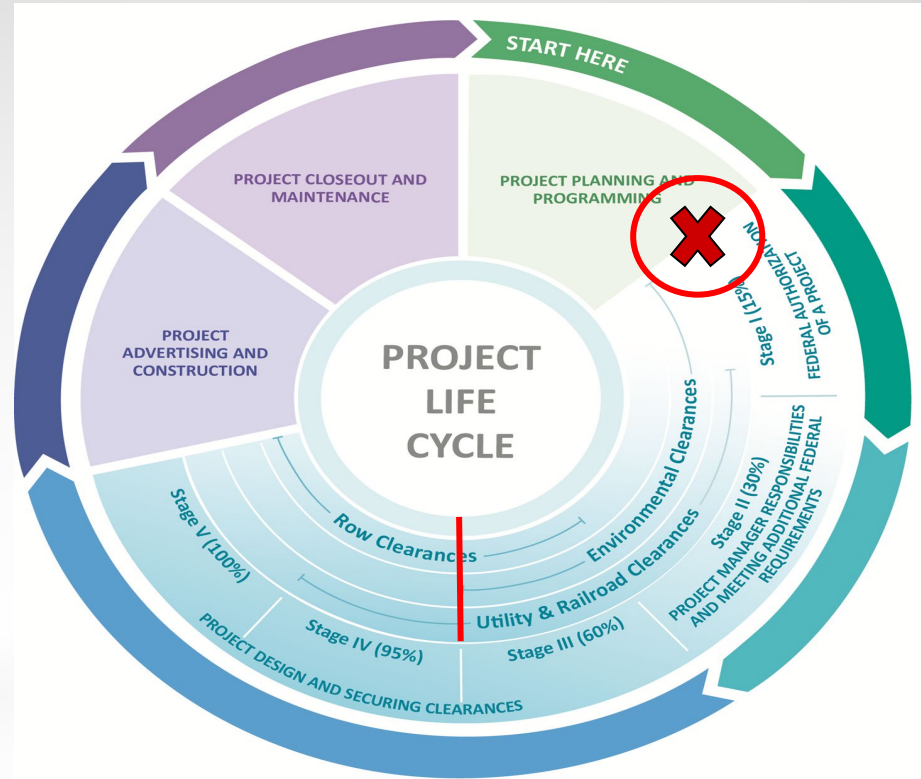 START HERE
PROJECT PLANNING AND
PROGRAMMING
FEDERAL AUTHORIZATION
OF A PROJECT
Stage I (15%)
Stage II (30%)
PROJECT MANAGER RESPONSIBILITIES
AND MEETING ADDITIONAL FEDERAL
REQUIREMENTS
Environmental Clearances
Utility & Railroad Clearances
Row Clearances
Stage III (60%)
Stage IV (95%)
Stage V (100%)
PROJECT DESIGN AND SECURING CLEARANCES
PROJECT
ADVERTISING AND
CONSTRUCTION
PROJECT CLOSEOUT AND
MAINTENANCE
PROJECT
LIFE
CYCLE